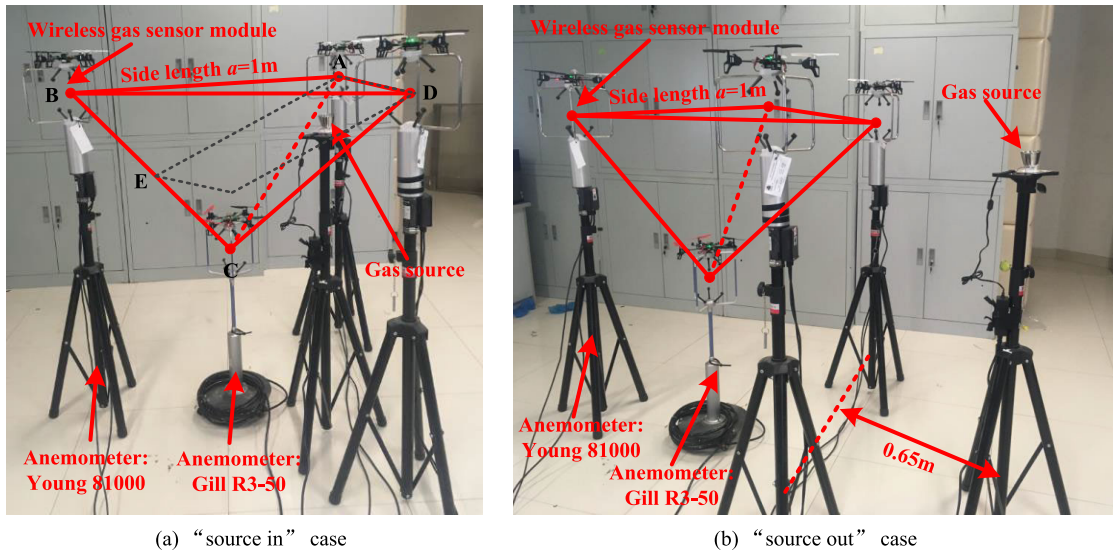 Wireless gas sensor module
Side length a=1m
A
B
D
E
C
Gas source
Anemometer:
Young 81000
Anemometer:
Gill R3-50
(a) “source in” case
Wireless gas sensor module
Side length a=1m
Gas source
0.65m
Anemometer:
Young 81000
Anemometer:
Gill R3-50
(b) “source out” case